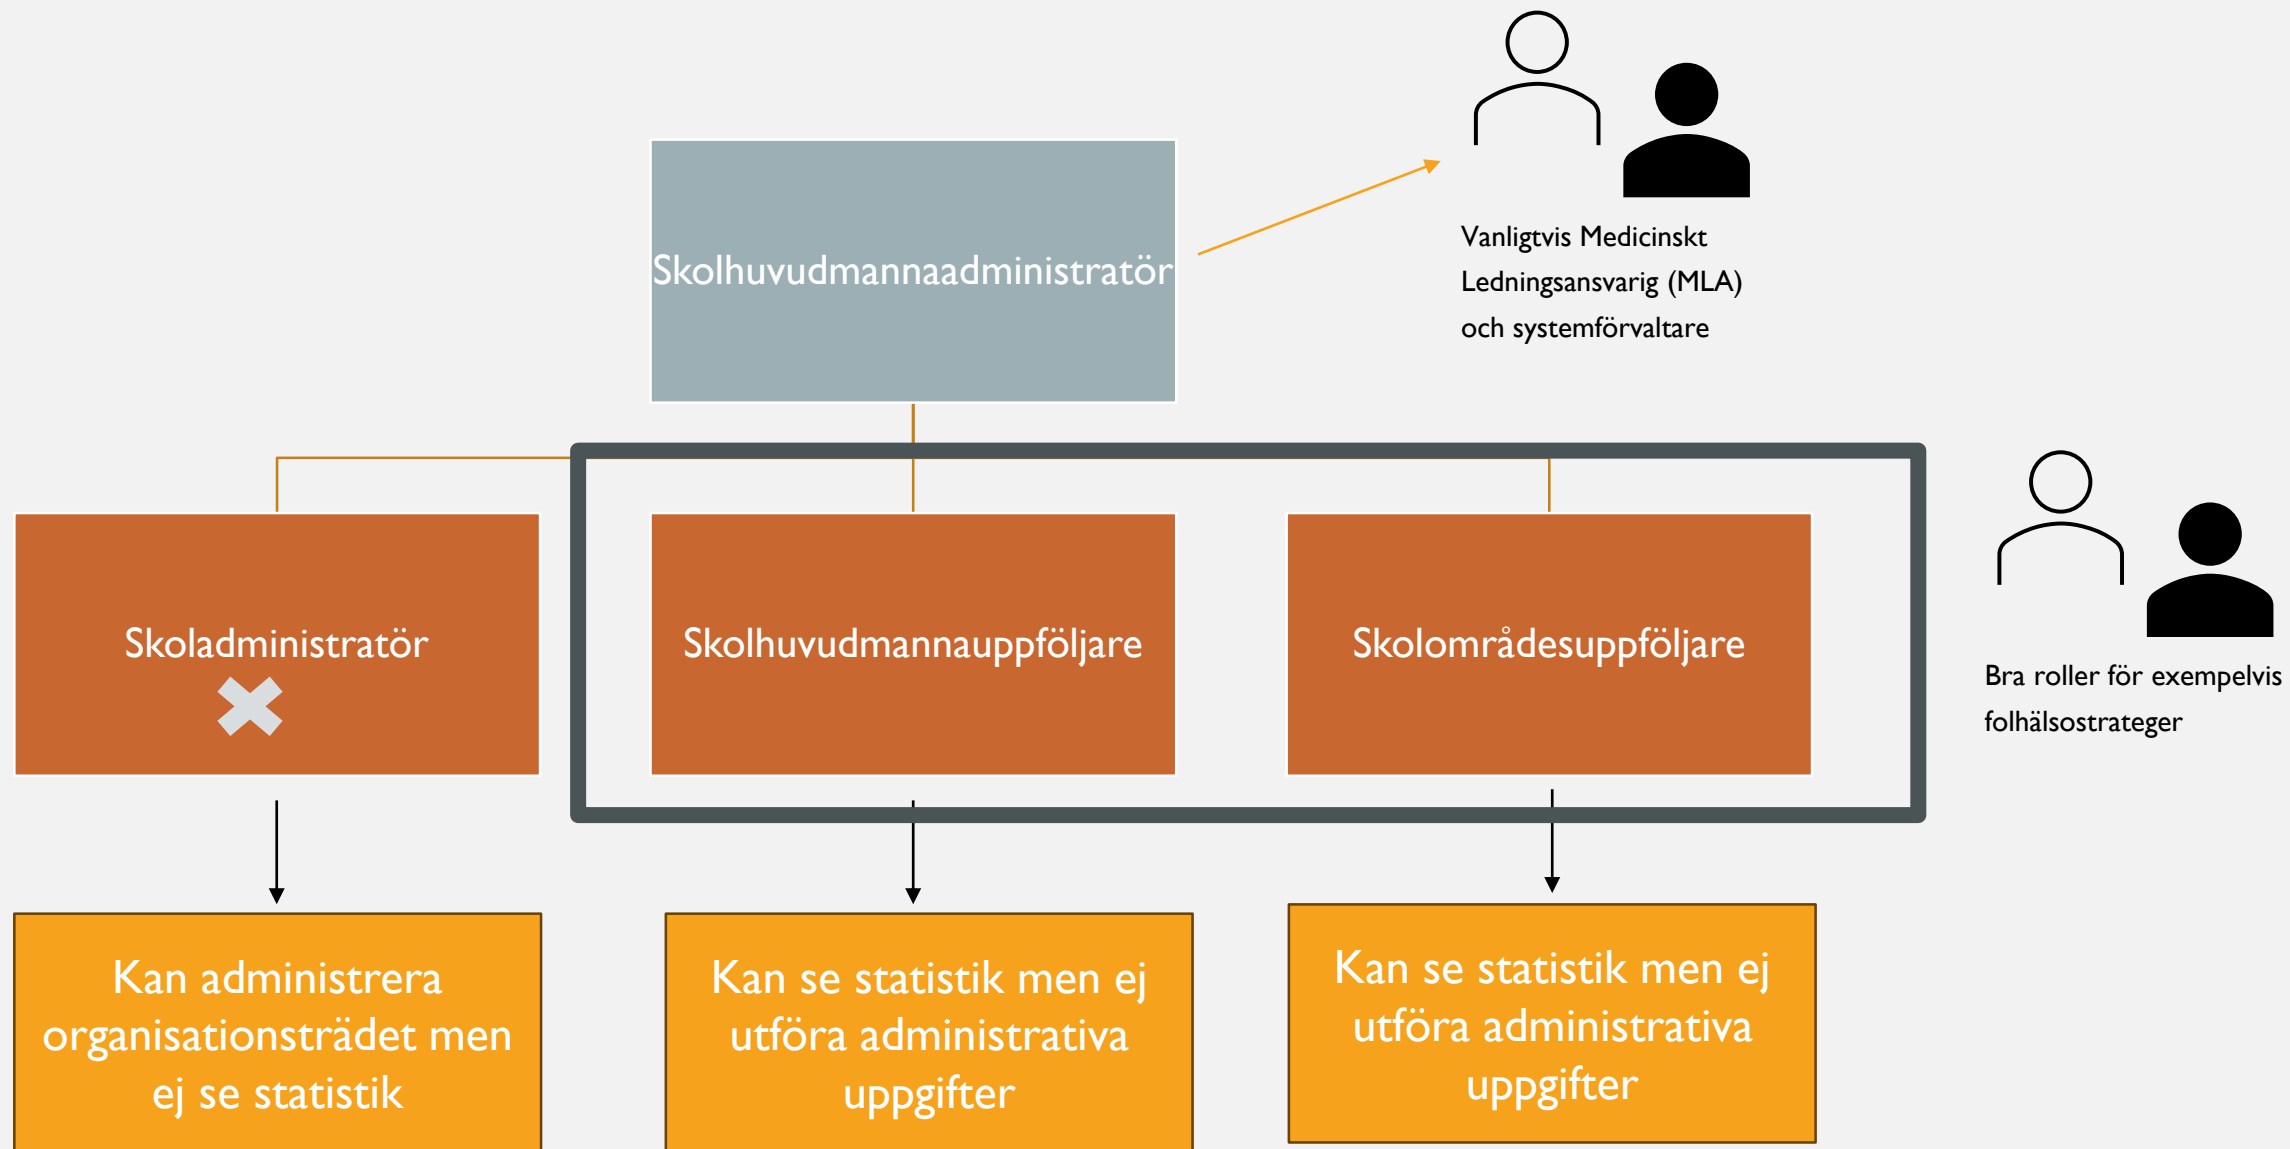 Skolhuvudmannaadministratör
Vanligtvis Medicinskt
Ledningsansvarig (MLA)
och systemförvaltare
Skoladministratör
Skolhuvudmannauppföljare
Skolområdesuppföljare
Bra roller för exempelvis
folhälsostrateger
Kan administrera
organisationsträdet men
ej se statistik
Kan se statistik men ej
utföra administrativa
uppgifter
Kan se statistik men ej
utföra administrativa
uppgifter